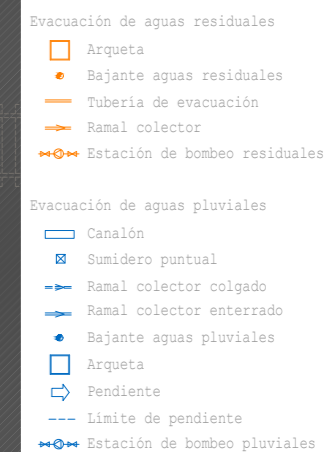 Evacuación de aguas residuales
Arqueta
Bajante aguas residuales
Tubería de evacuación
Ramal colector
Estación de bombeo residuales
Evacuación de aguas pluviales
Canalón
Sumidero puntual
Ramal colector colgado
Ramal colector enterrado
Bajante aguas pluviales
Arqueta
Pendiente
Límite de pendiente
Estación de bombeo pluviales